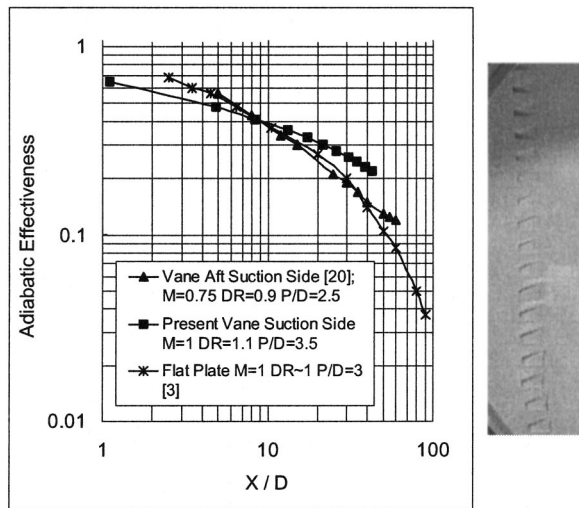 1
0.1
0.01
Adiabatic Effectiveness
Vane Aft Suction Side [20];
M=0.75 DR=0.9 P/D=2.5
Present Vane Suction Side
M=1 DR=1.1 P/D=3.5
Flat Plate M=1 DR~1 P/D=3
[3]
1
10
100
X / D